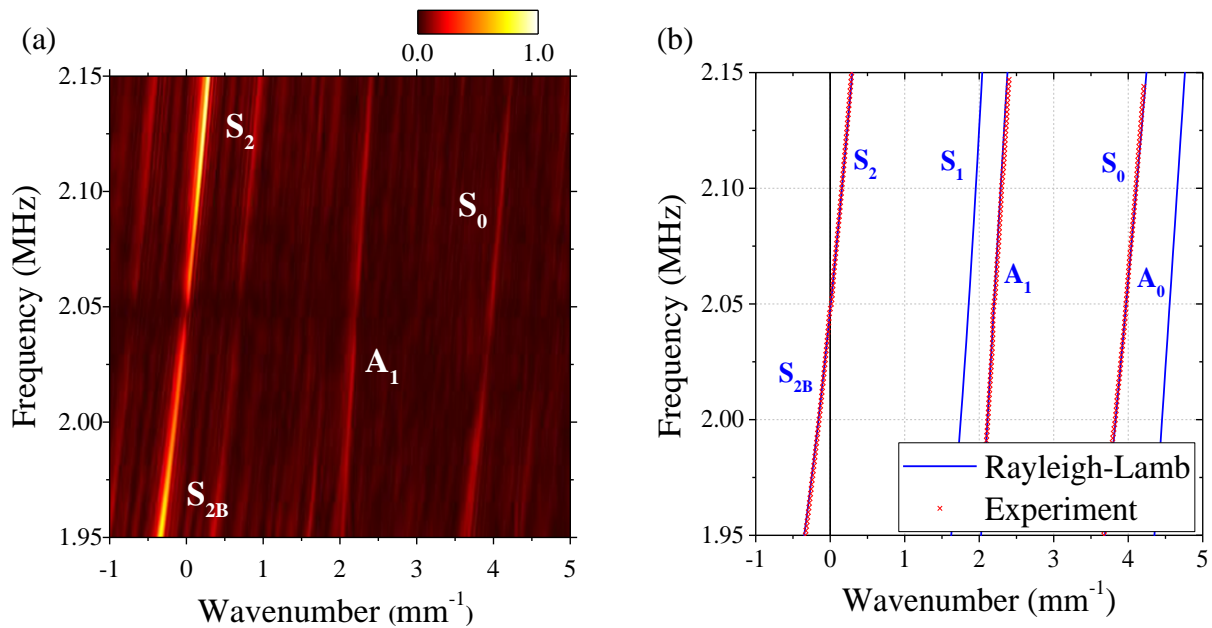 (a)
0.0 1.0
2.15
2.10
2.05
2.00
1.95
Frequency (MHz)
S₂
S₀
A₁
S₂B
-1 0 1 2 3 4 5
Wavenumber (mm⁻¹)
(b)
2.15
2.10
2.05
2.00
1.95
Frequency (MHz)
S₂
S₁
S₀
A₁
A₀
S₂B
Rayleigh-Lamb
Experiment
-1 0 1 2 3 4 5
Wavenumber (mm⁻¹)